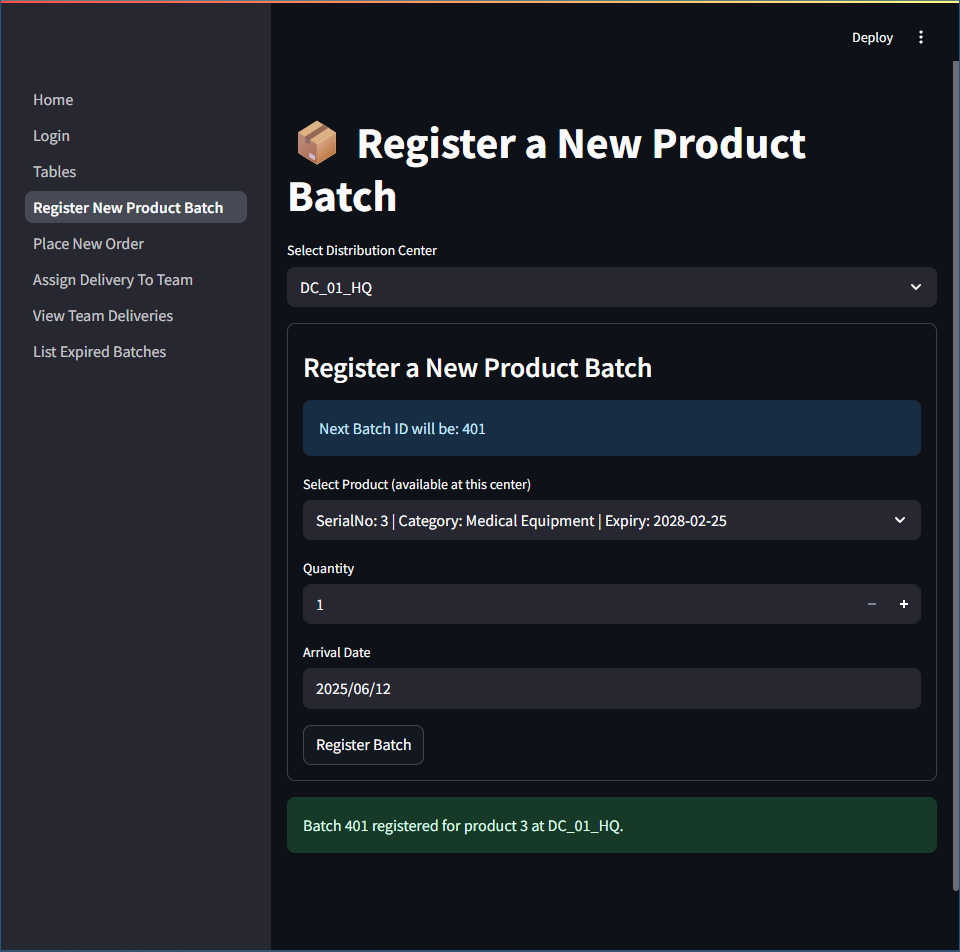 Deploy
Home
Login
Tables
Register New Product Batch
Place New Order
Assign Delivery To Team
View Team Deliveries
List Expired Batches
Register a New Product
Batch
Select Distribution Center
DC_01_HQ
Register a New Product Batch
Next Batch ID will be: 401
Select Product (available at this center)
SerialNo: 3 | Category: Medical Equipment | Expiry: 2028-02-25
Quantity
1
Arrival Date
2025/06/12
Register Batch
Batch 401 registered for product 3 at DC_01_HQ.